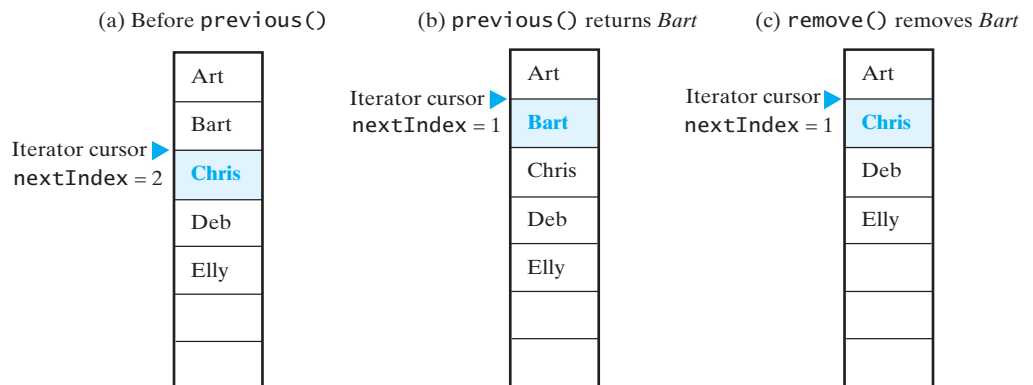 (a) Before previous()
Art
Bart
Iterator cursor
nextIndex = 2
Chris
Deb
Elly
(b) previous() returns Bart
Art
Iterator cursor
nextIndex = 1
Bart
Chris
Deb
Elly
(c) remove() removes Bart
Art
Iterator cursor
nextIndex = 1
Chris
Deb
Elly